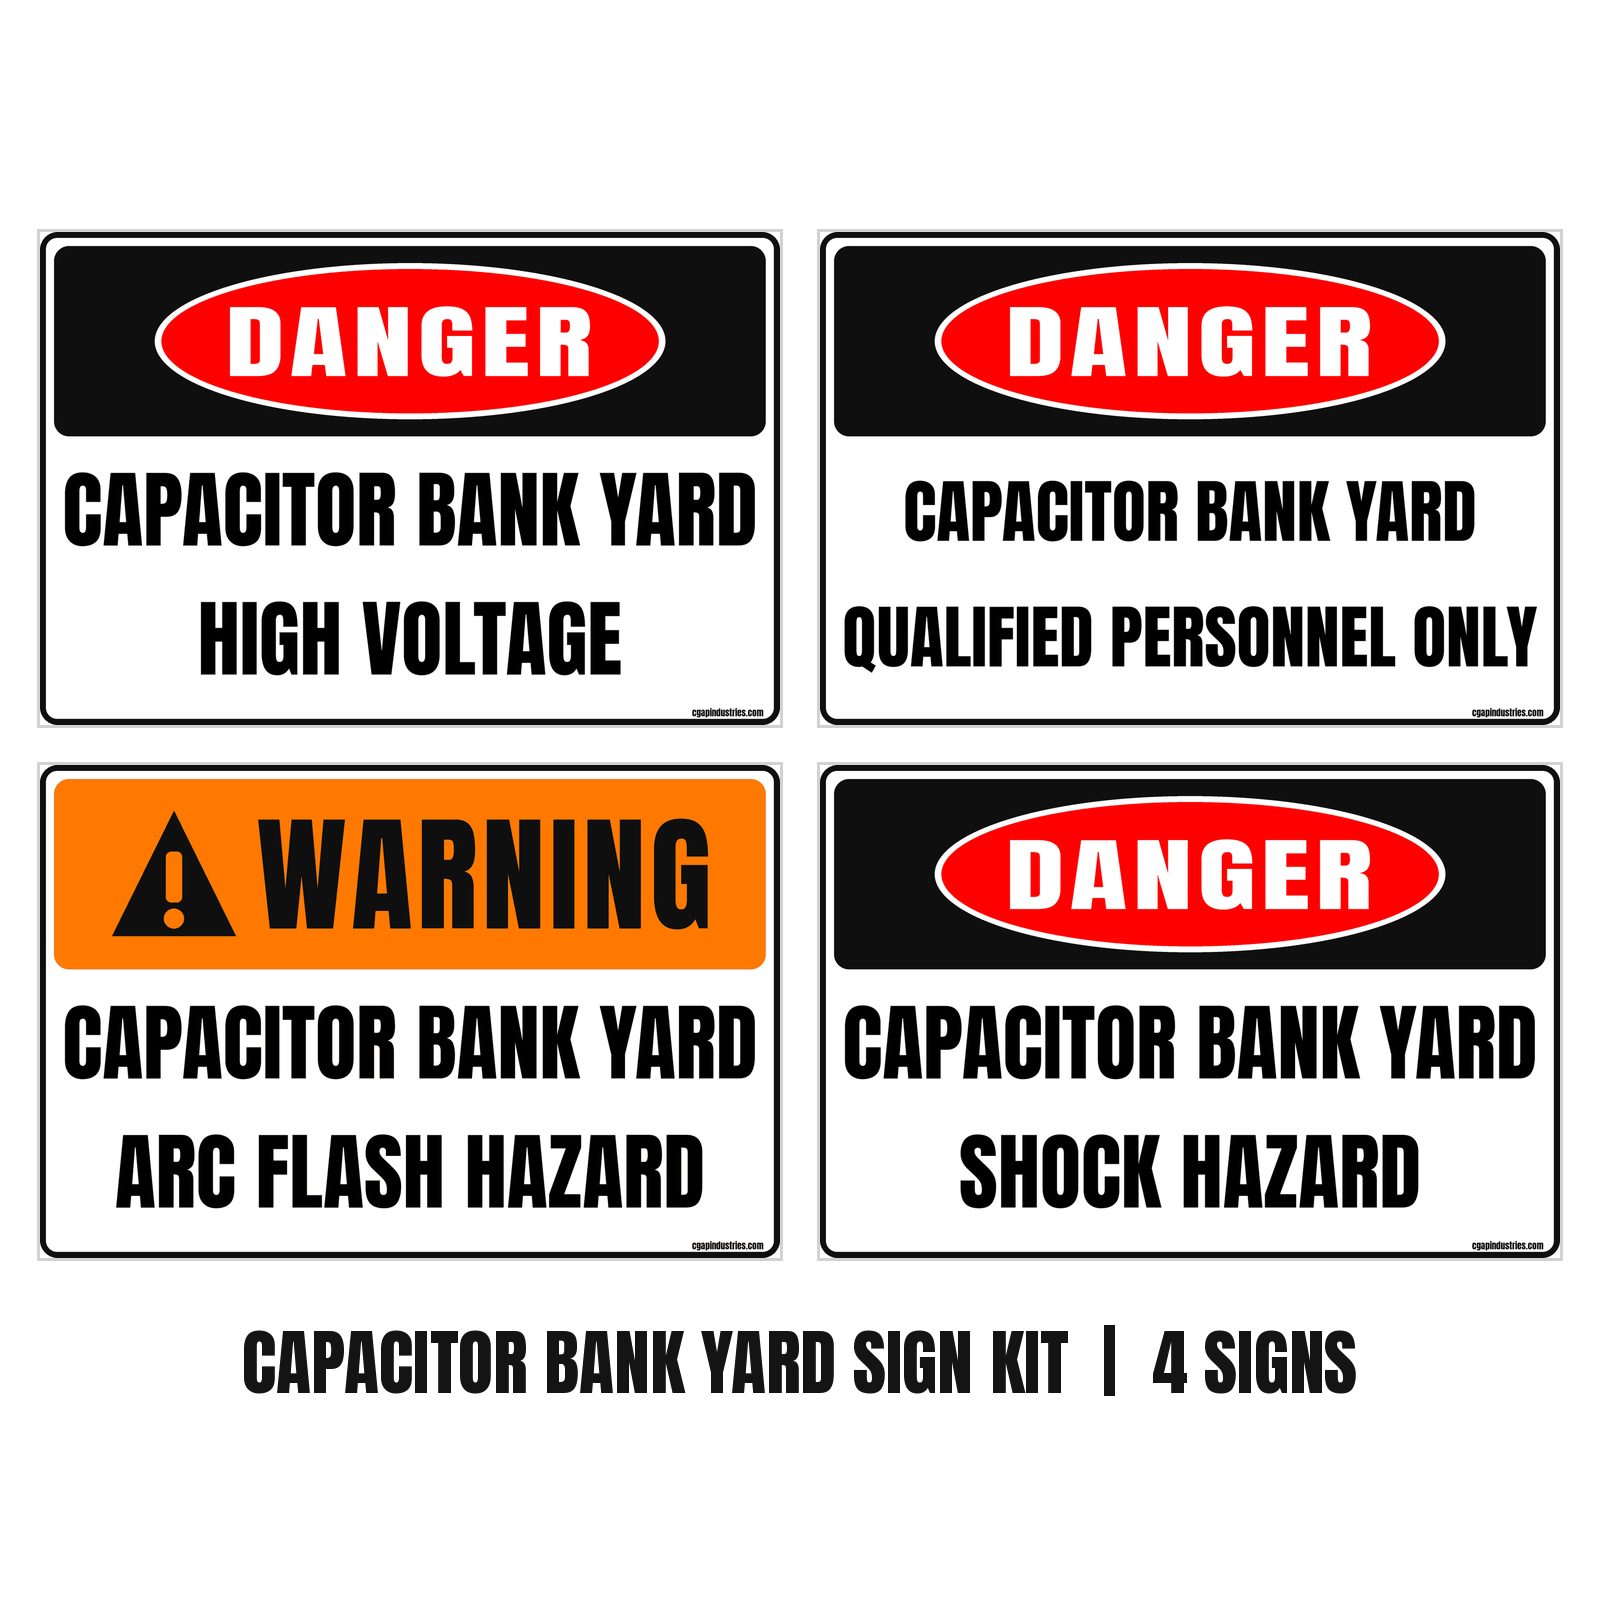 DANGER
CAPACITOR BANK YARD
HIGH VOLTAGE
cgapindustries.com
DANGER
CAPACITOR BANK YARD
QUALIFIED PERSONNEL ONLY
cgapindustries.com
WARNING
CAPACITOR BANK YARD
ARC FLASH HAZARD
cgapindustries.com
DANGER
CAPACITOR BANK YARD
SHOCK HAZARD
cgapindustries.com
CAPACITOR BANK YARD SIGN KIT | 4 SIGNS